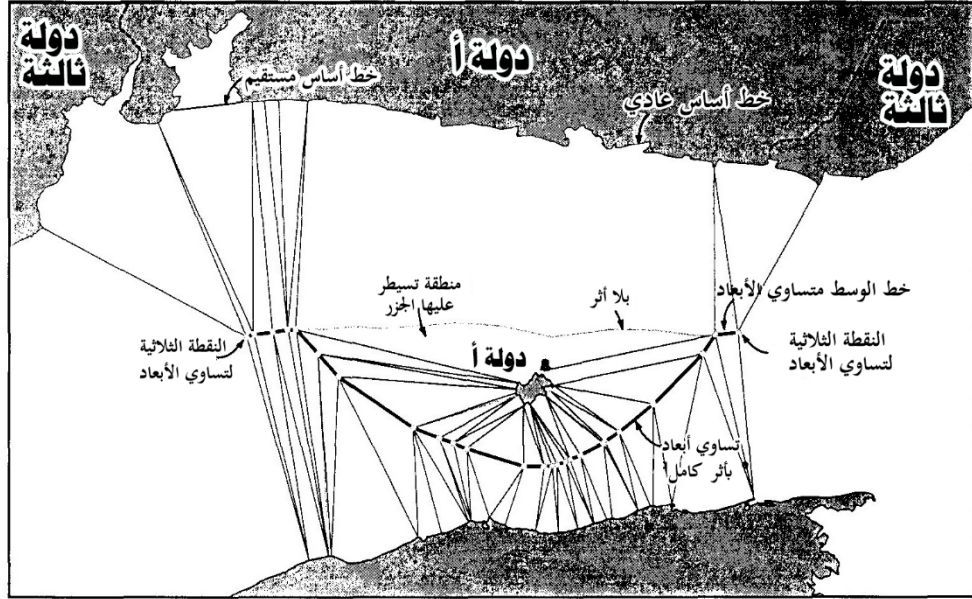 دولة
ثالثة
دولة أ
دولة
ثالثة
خط أساس مستقيم
خط أساس عادي
منطقة تسيطر
عليها الجزر
بلا أثر
خط الوسط متساوي الأبعاد
النقطة الثلاثية
لتساوي الأبعاد
النقطة الثلاثية
لتساوي الأبعاد
دولة أ
تساوي أبعاد
بأثر كامل